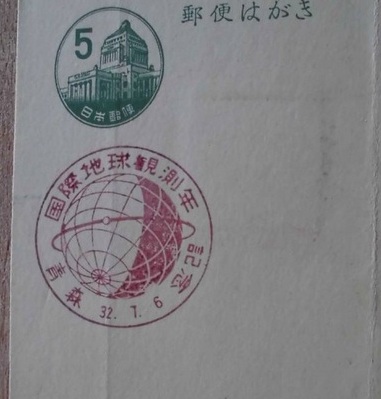 郵便はがき
5
日本郵便
国際地球観測年
記念
青森
32.7.6